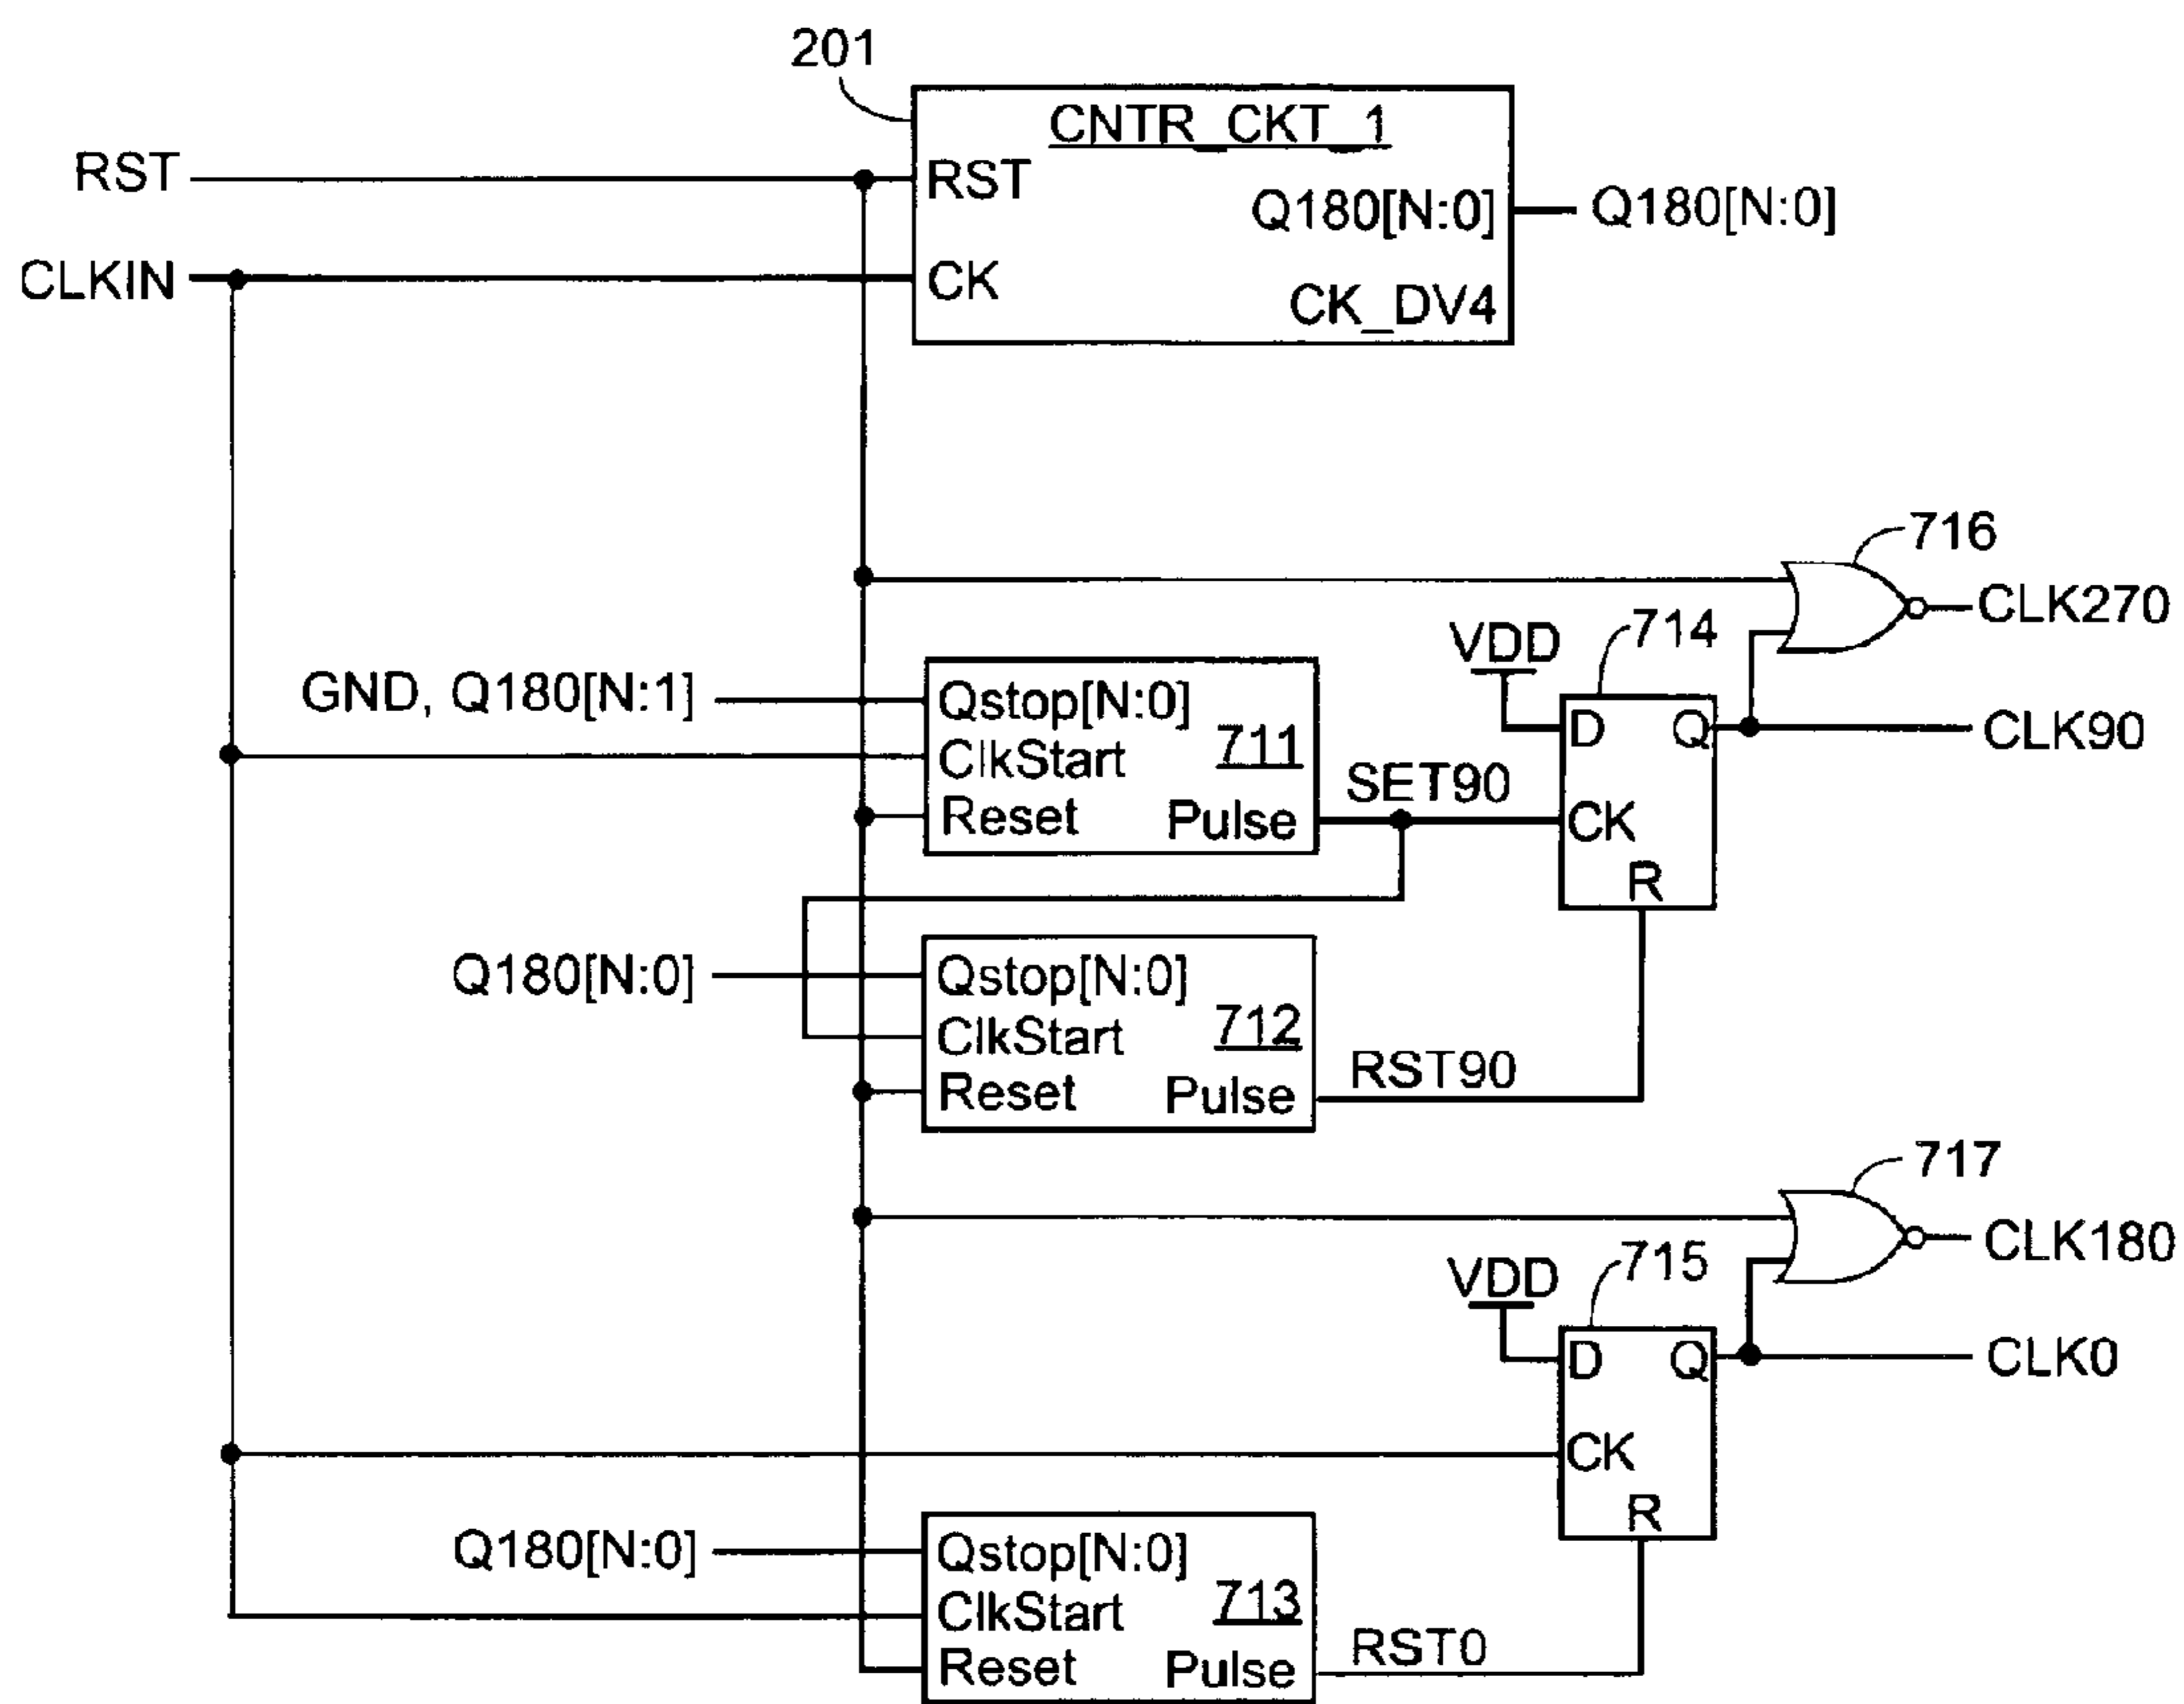 201
CNTR_CKT_1
RST
RST
Q180[N:0]
Q180[N:0]
CLKIN
CK
CK_DV4
716
CLK270
714
VDD
GND, Q180[N:1]
Qstop[N:0]
D
Q
CLK90
ClkStart
711
SET90
Reset
Pulse
CK
R
Q180[N:0]
Qstop[N:0]
ClkStart
712
Reset
Pulse
RST90
717
CLK180
715
VDD
D
Q
CLK0
CK
R
Q180[N:0]
Qstop[N:0]
ClkStart
713
Reset
Pulse
RST0